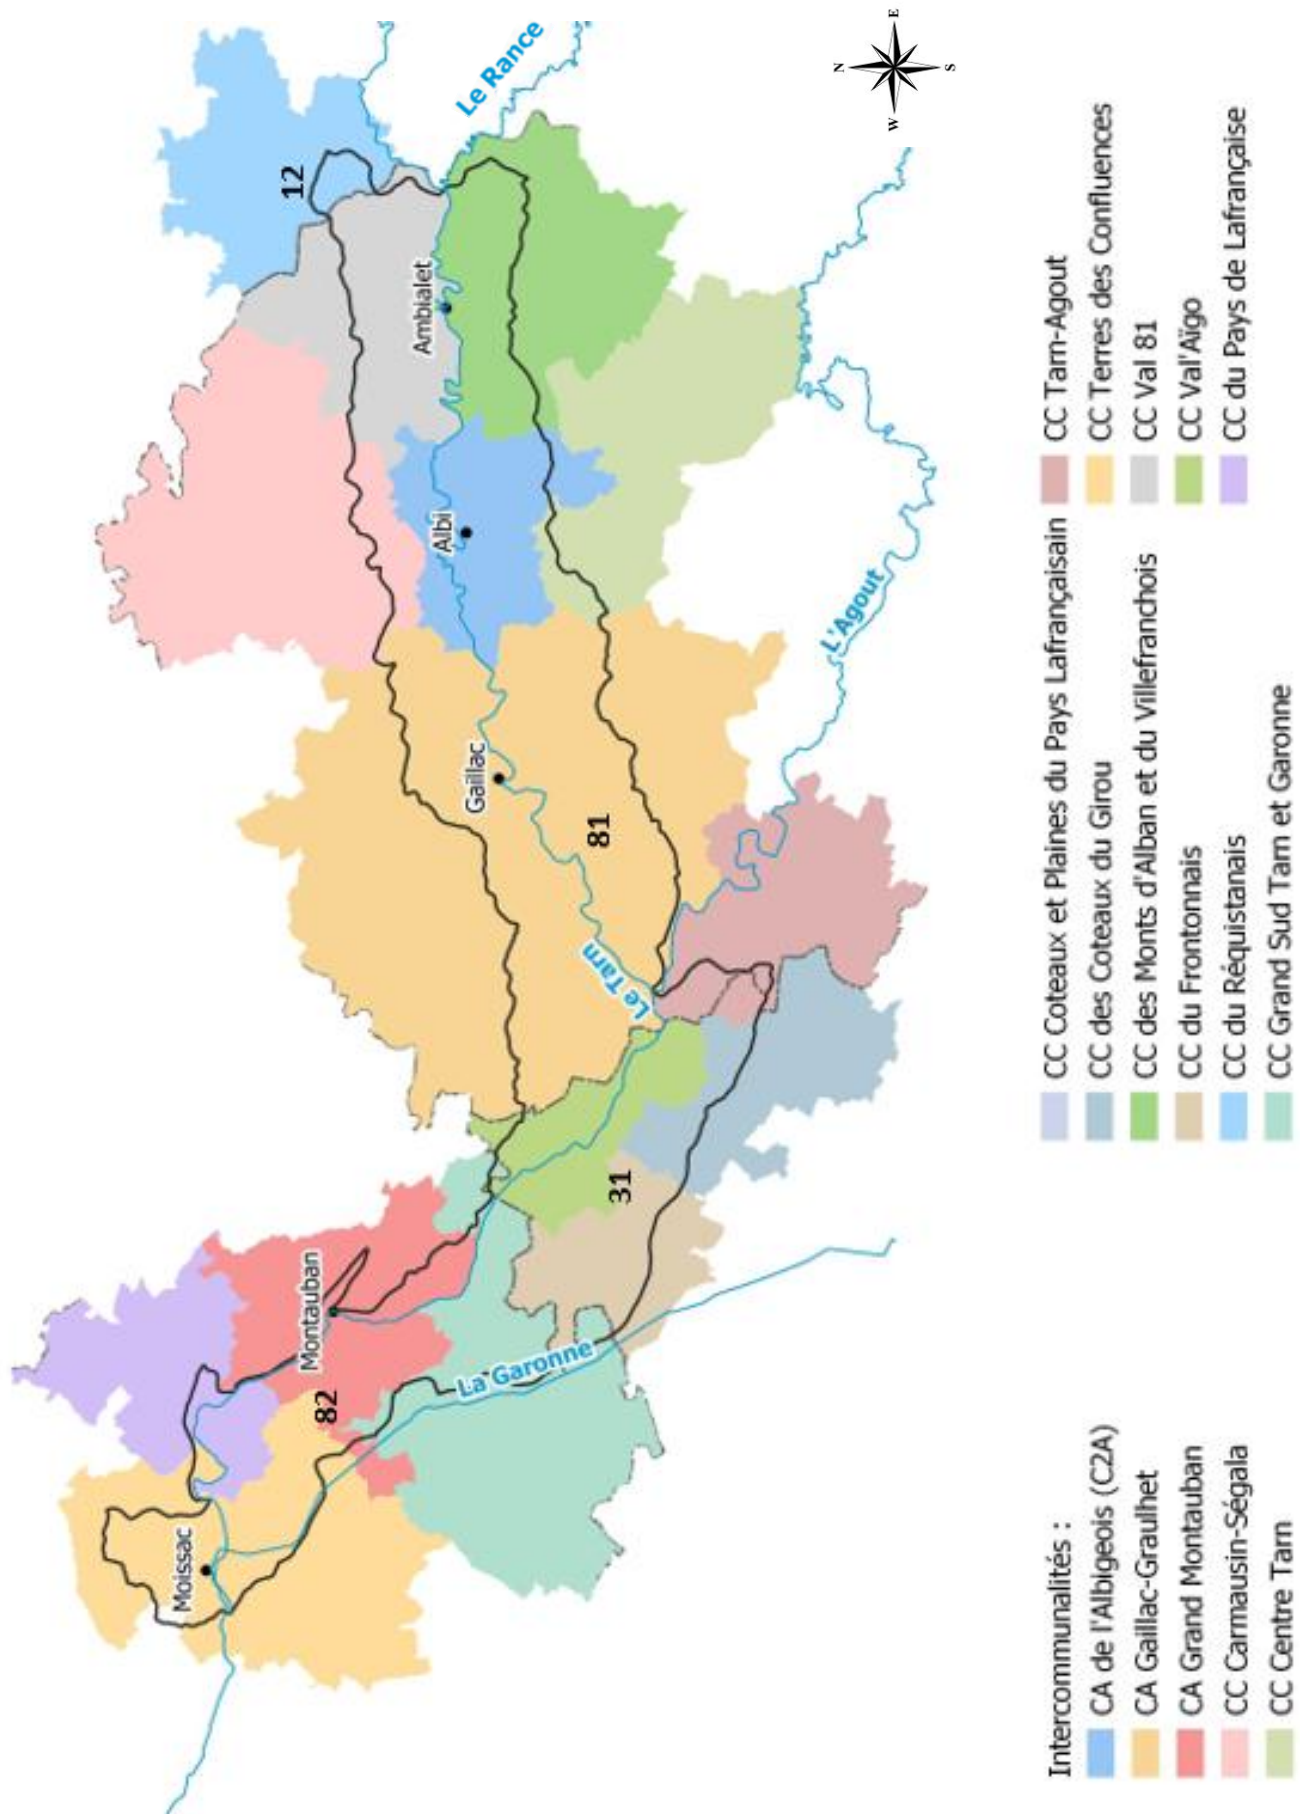 Le Rance
N
E
S
W
12
Ambialet
Albi
L'Agout
Gaillac
81
Le Tarn
31
Montauban
82
La Garonne
Moissac
Intercommunalités :
CA de l'Albigeois (C2A)
CA Gaillac-Graulhet
CA Grand Montauban
CC Carmausin-Ségala
CC Centre Tarn
CC Coteaux et Plaines du Pays Lafrançaisain
CC des Coteaux du Girou
CC des Monts d'Alban et du Villefranchois
CC du Frontonnais
CC du Réquistanais
CC Grand Sud Tarn et Garonne
CC Tarn-Agout
CC Terres des Confluences
CC Val 81
CC Val'Aïgo
CC du Pays de Lafrançaise